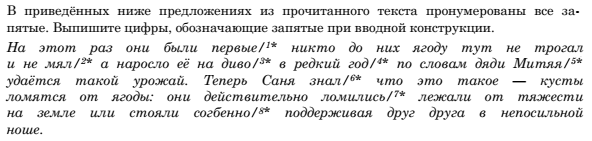 В приведённых ниже предложениях из прочитанного текста пронумерованы все за-
пятые. Выпишите цифры, обозначающие запятые при вводной конструкции.
На этот раз они были первые/¹* никто до них ягоду тут не трогал
и не мял/²* а наросло её на диво/³* в редкий год/⁴* по словам дяди Митяя/⁵*
удаётся такой урожай. Теперь Саня знал/⁶* что это такое — кусты
ломятся от ягоды: они действительно ломились/⁷* лежали от тяжести
на земле или стояли согбенно/⁸* поддерживая друг друга в непосильной
ноше.